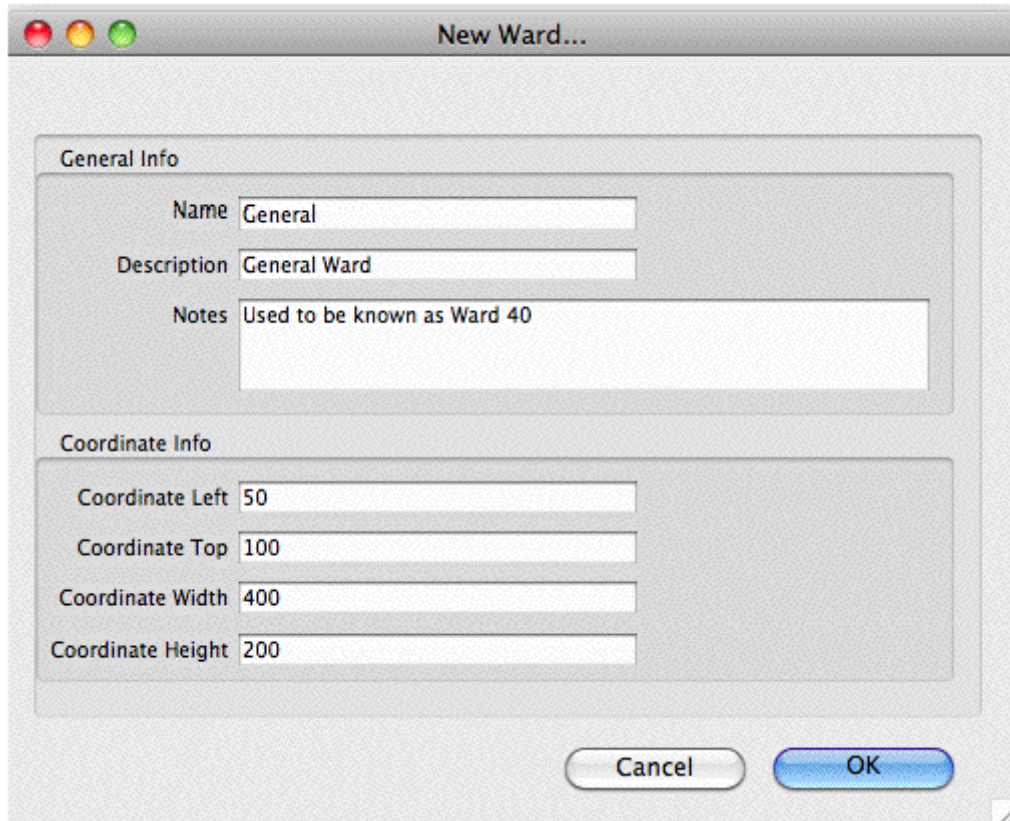 New Ward...
General Info
Name General
Description General Ward
Notes Used to be known as Ward 40
Coordinate Info
Coordinate Left 50
Coordinate Top 100
Coordinate Width 400
Coordinate Height 200
Cancel OK